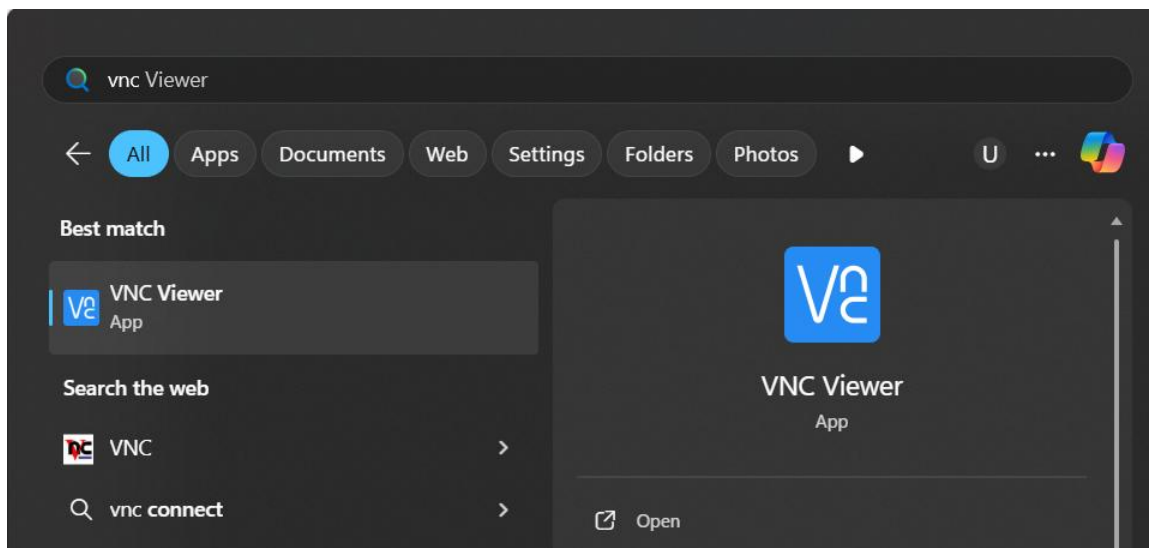 vnc Viewer
All Apps Documents Web Settings Folders Photos U
Best match
VNC Viewer
App
Search the web
VNC
vnc connect
VNC Viewer
App
Open